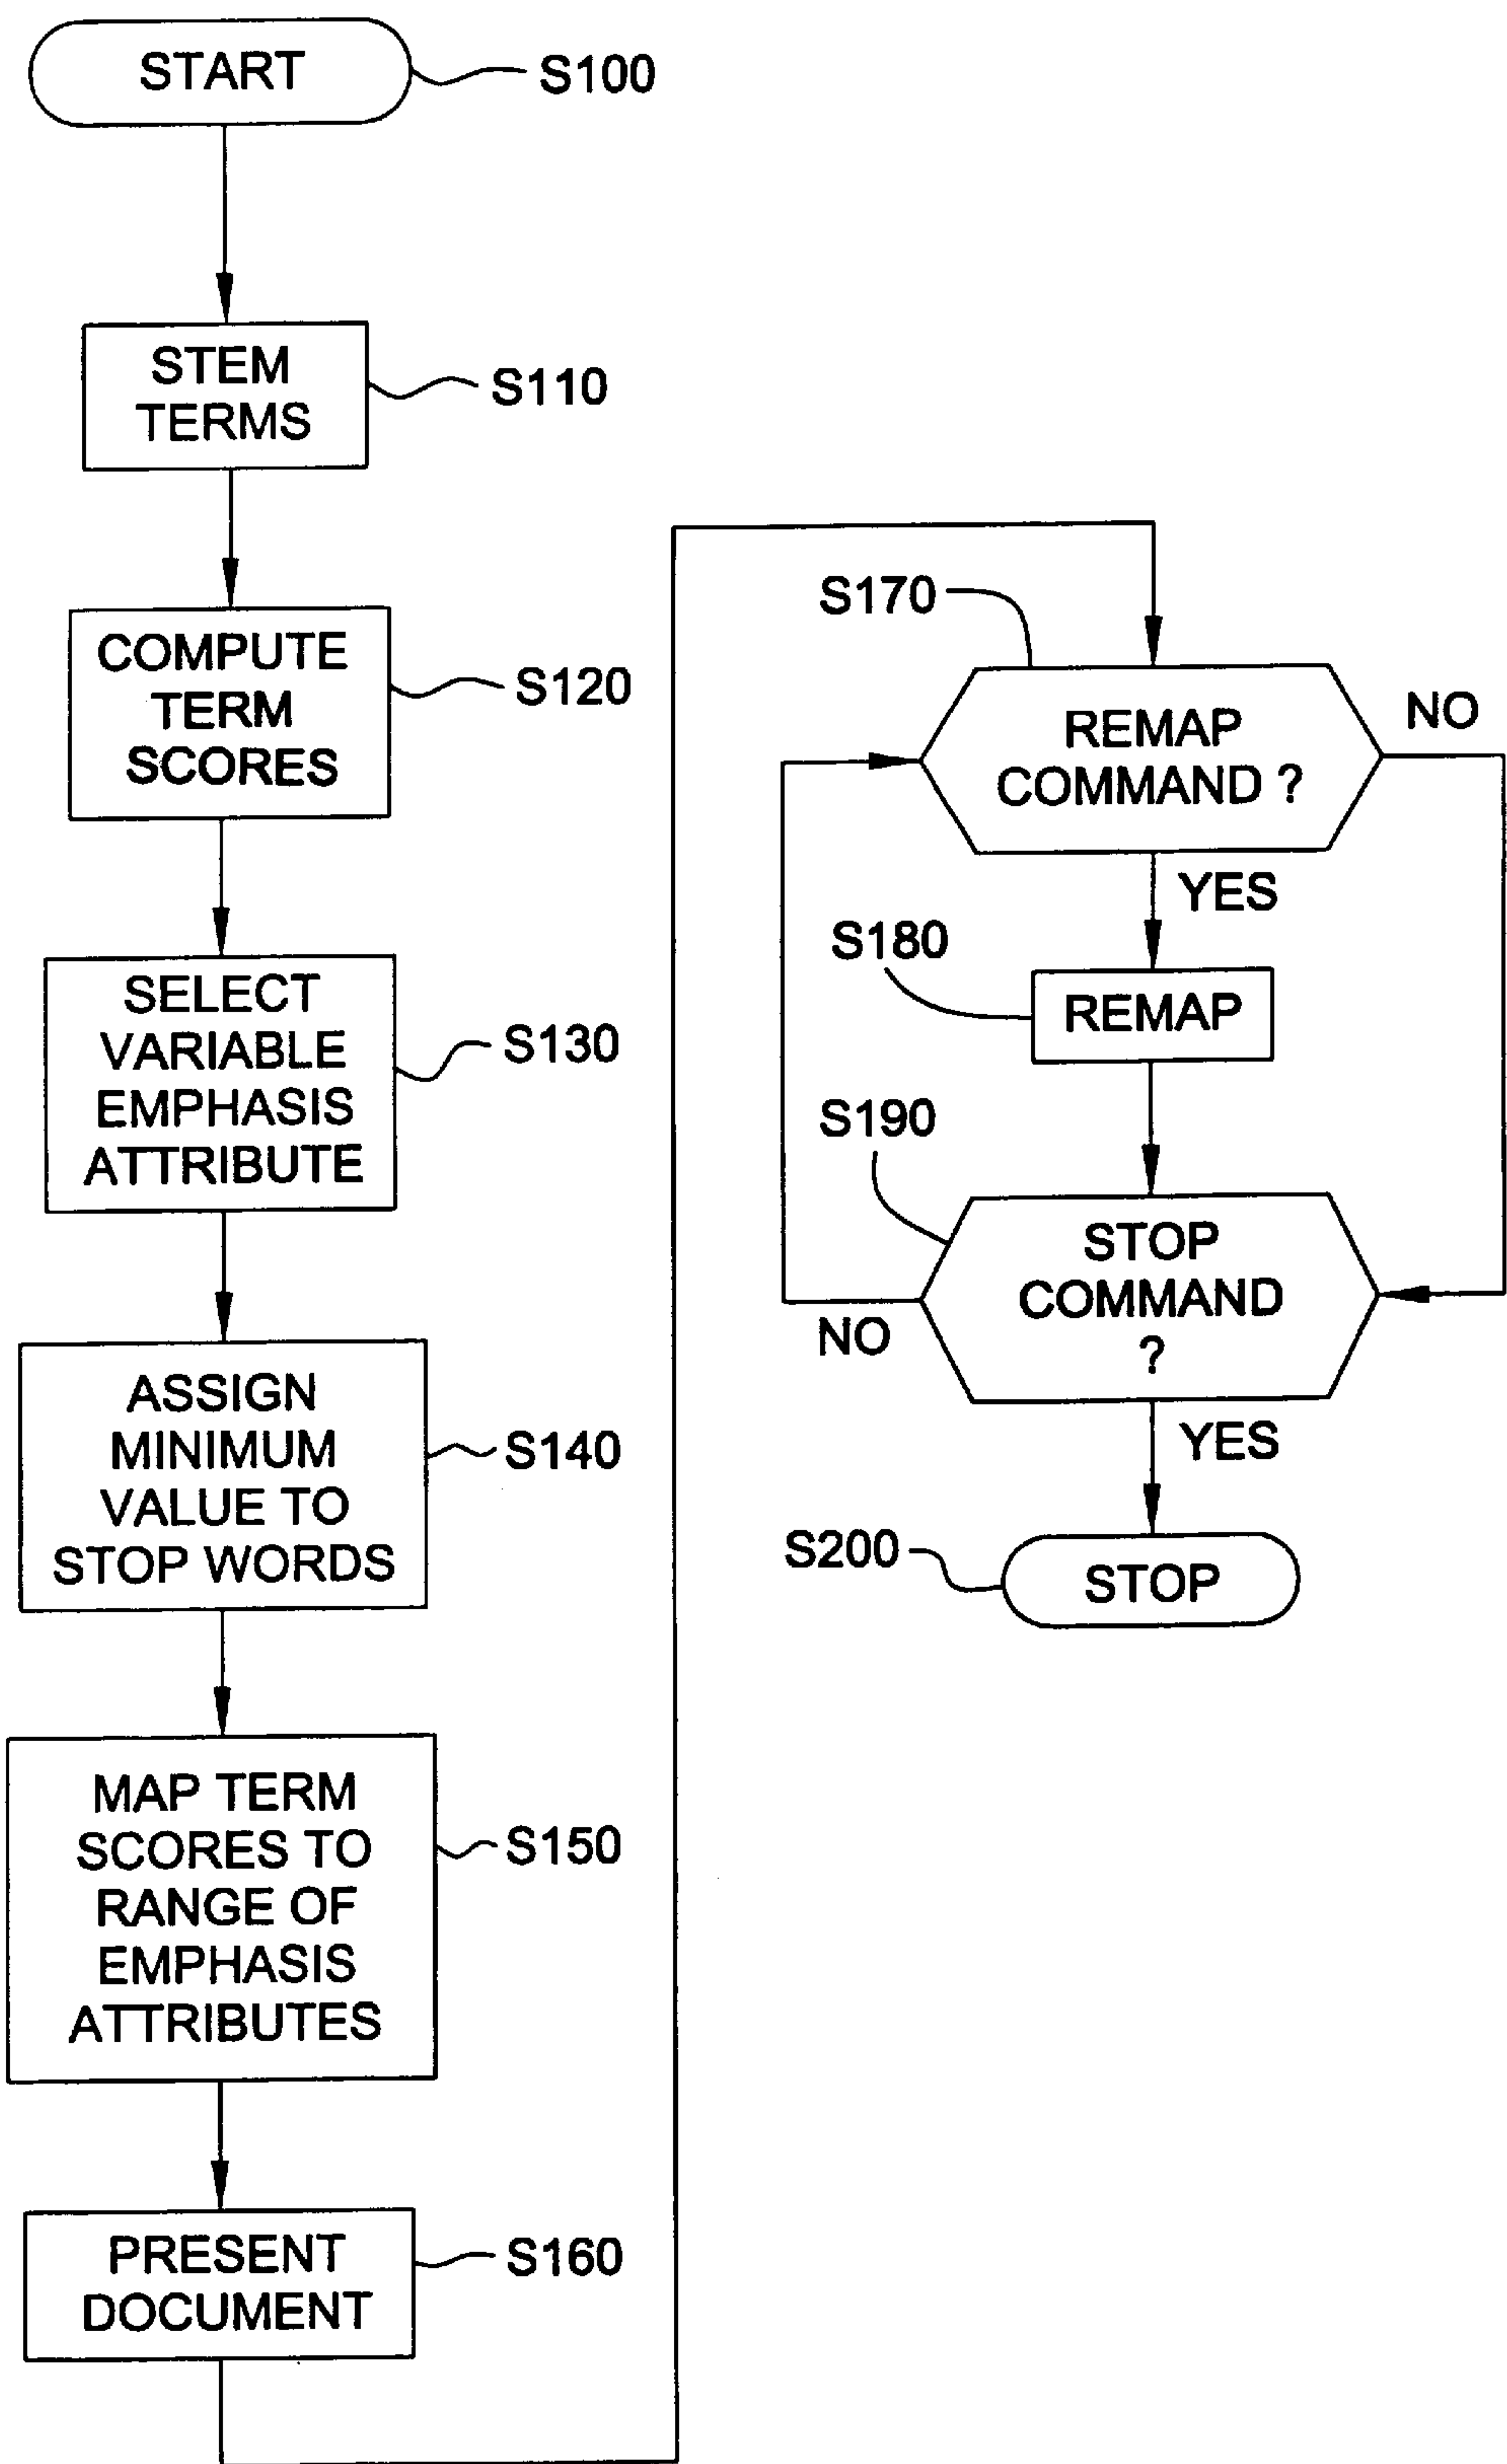 START
S100
STEM
TERMS
S110
COMPUTE
TERM
SCORES
S120
SELECT
VARIABLE
EMPHASIS
ATTRIBUTE
S130
ASSIGN
MINIMUM
VALUE TO
STOP WORDS
S140
MAP TERM
SCORES TO
RANGE OF
EMPHASIS
ATTRIBUTES
S150
PRESENT
DOCUMENT
S160
S170
REMAP
COMMAND ?
NO
YES
S180
REMAP
S190
STOP
COMMAND
?
NO
YES
S200
STOP